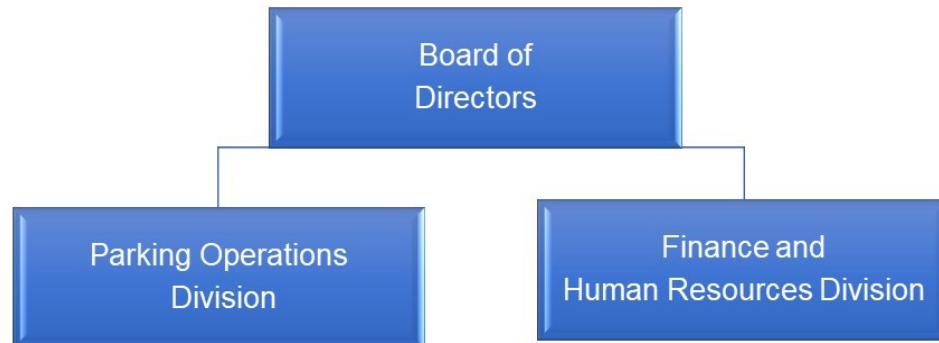 Board of
Directors
Parking Operations
Division
Finance and
Human Resources Division